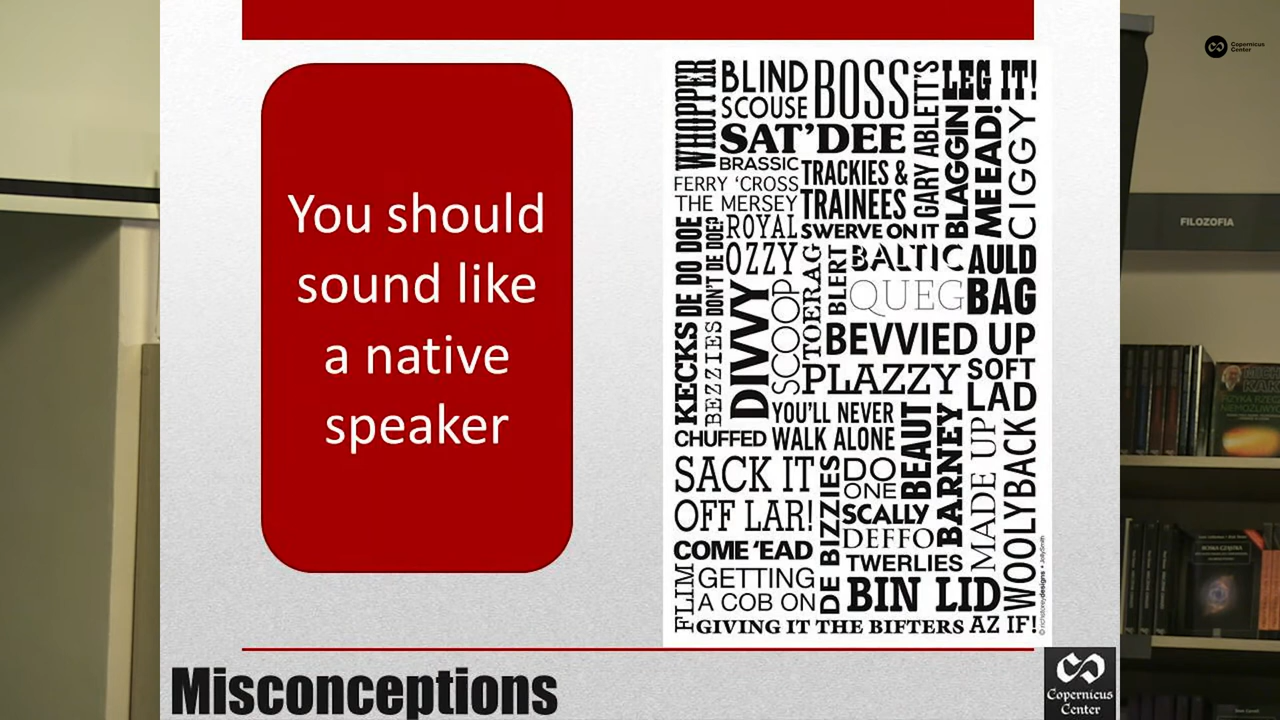 You should
sound like
a native
speaker
WHOPPER
BLIND
SCOUSE
BOSS
GARY ABLETT'S
LEG IT!
SAT'DEE
BRASSIC
FERRY 'CROSS
THE MERSEY
TRACKIES &
TRAINEES
BLAGGIN
ME EAD!
CIGGY
DE DO DOE
DON'T DE DOE?
ROYAL
SWERVE ON IT
OZZY
TOERAG
BLERT
BALTIC
AULD
QUEG
BAG
KECKS
BEZZIES
DIVVY
SCOOP
BEVVIED UP
PLAZZY
SOFT
LAD
YOU'LL NEVER
WALK ALONE
CHUFFED
BEAUT
BARNEY
MADE UP
WOOLYBACK
SACK IT
OFF LAR!
DE BIZZIES
DO
ONE
SCALLY
DEFFO
COME 'EAD
TWERLIES
FLIM
GETTING
A COB ON
BIN LID
GIVING IT THE BIFTERS
AZ IF!
Misconceptions
Copernicus
Center
Copernicus
Center
FILOZOFIA